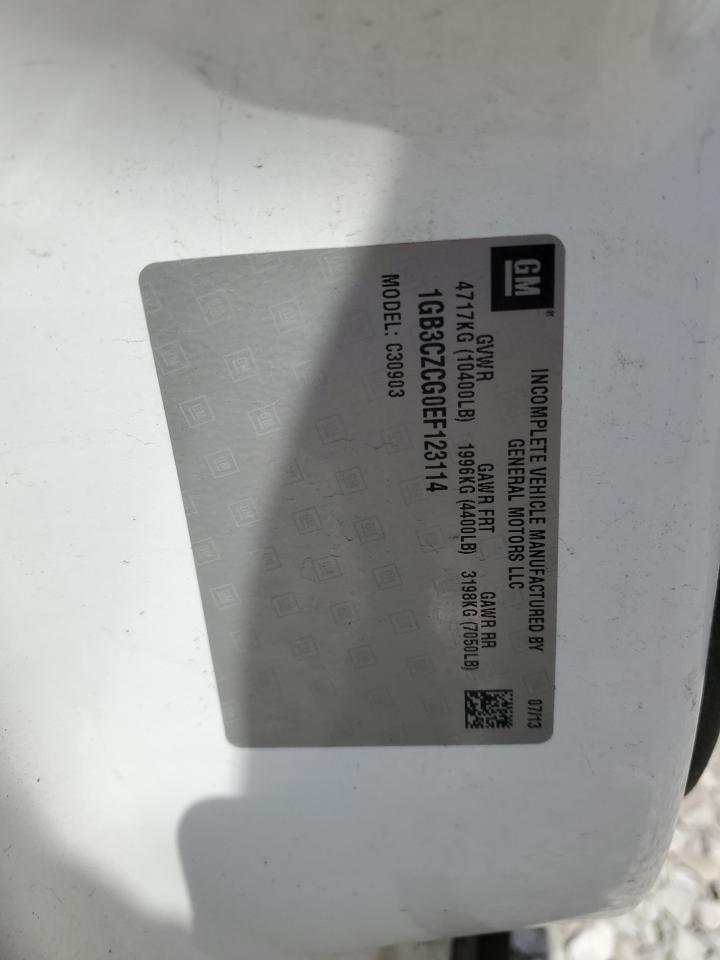 GM
INCOMPLETE VEHICLE MANUFACTURED BY 07/13
GENERAL MOTORS LLC
GVWR GAWR FRT GAWR RR
4717KG (10400LB) 1996KG (4400LB) 3198KG (7050LB)
1GB3CZCG0EF123114
MODEL: C30903